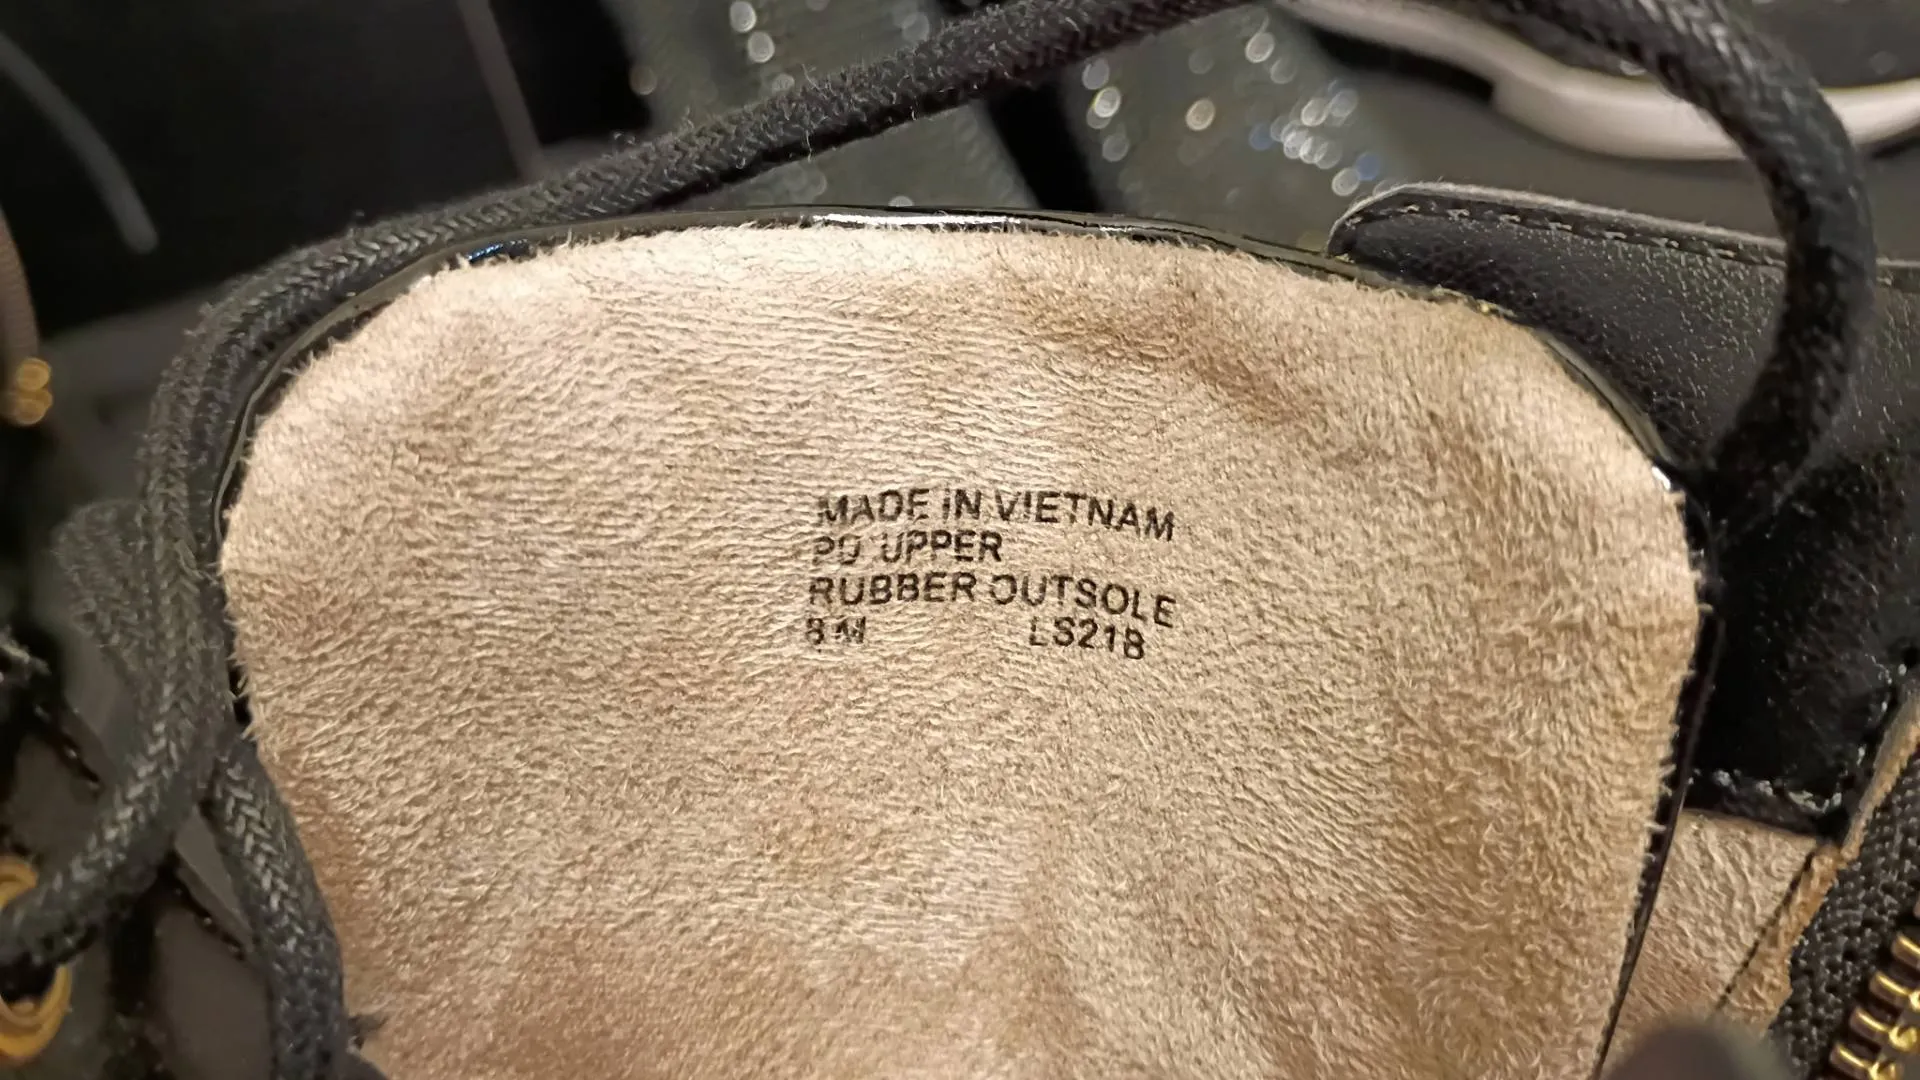 MADE IN VIETNAM
PU UPPER
RUBBER OUTSOLE
8 M LS21B